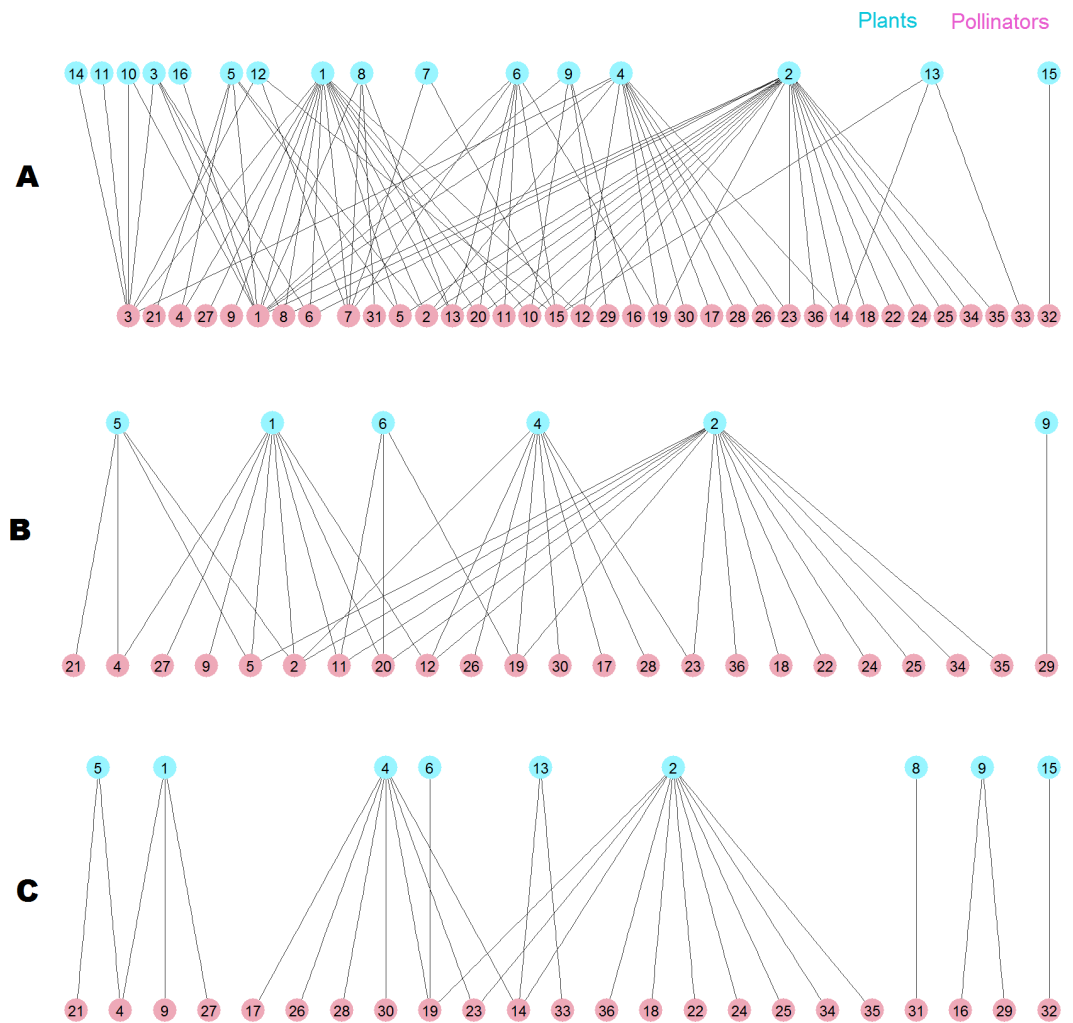 Plants Pollinators
14 11 10 3 16 5 12 1 8 7 6 9 4 2 13 15
A
3 21 4 27 9 1 8 6 7 31 5 2 13 20 11 10 15 12 29 16 19 30 17 28 26 23 36 14 18 22 24 25 34 35 33 32
5 1 6 4 2 9
B
21 4 27 9 5 2 11 20 12 26 19 30 17 28 23 36 18 22 24 25 34 35 29
5 1 4 6 13 2 8 9 15
C
21 4 9 27 17 26 28 30 19 23 14 33 36 18 22 24 25 34 35 31 16 29 32